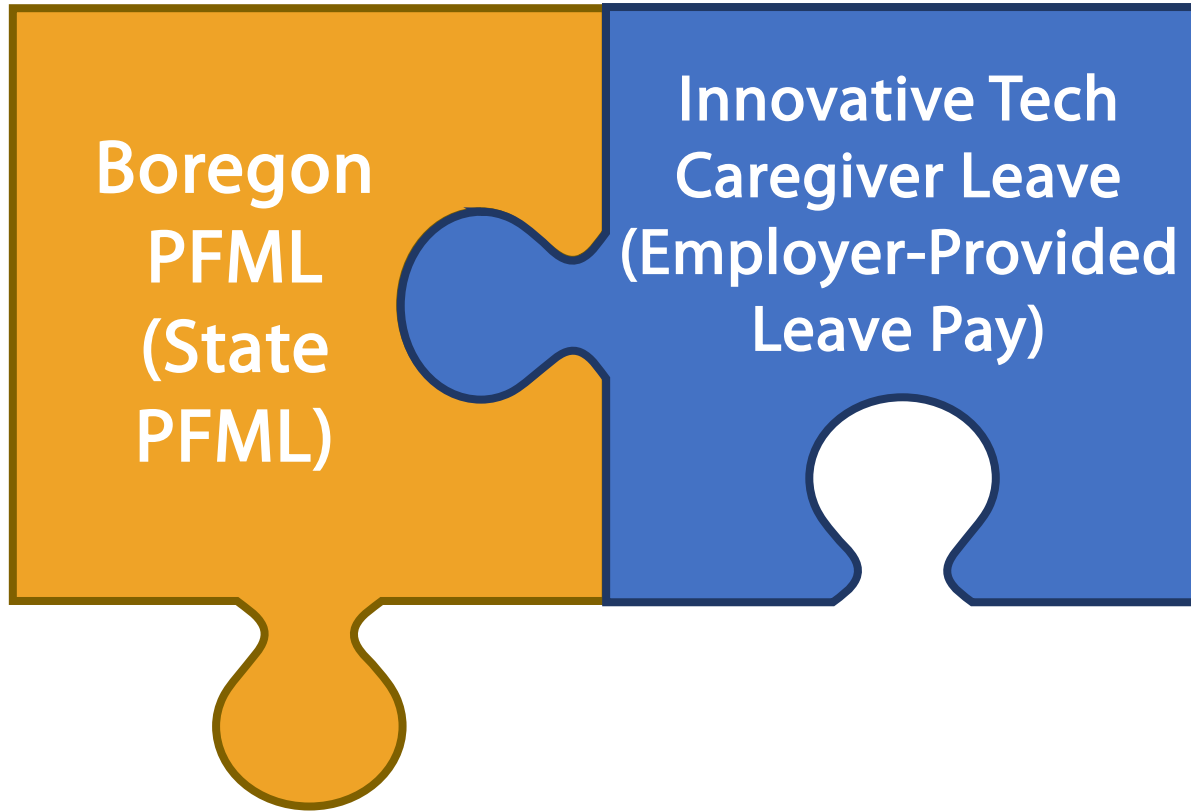 Boregon
PFML
(State
PFML)
Innovative Tech
Caregiver Leave
(Employer-Provided
Leave Pay)